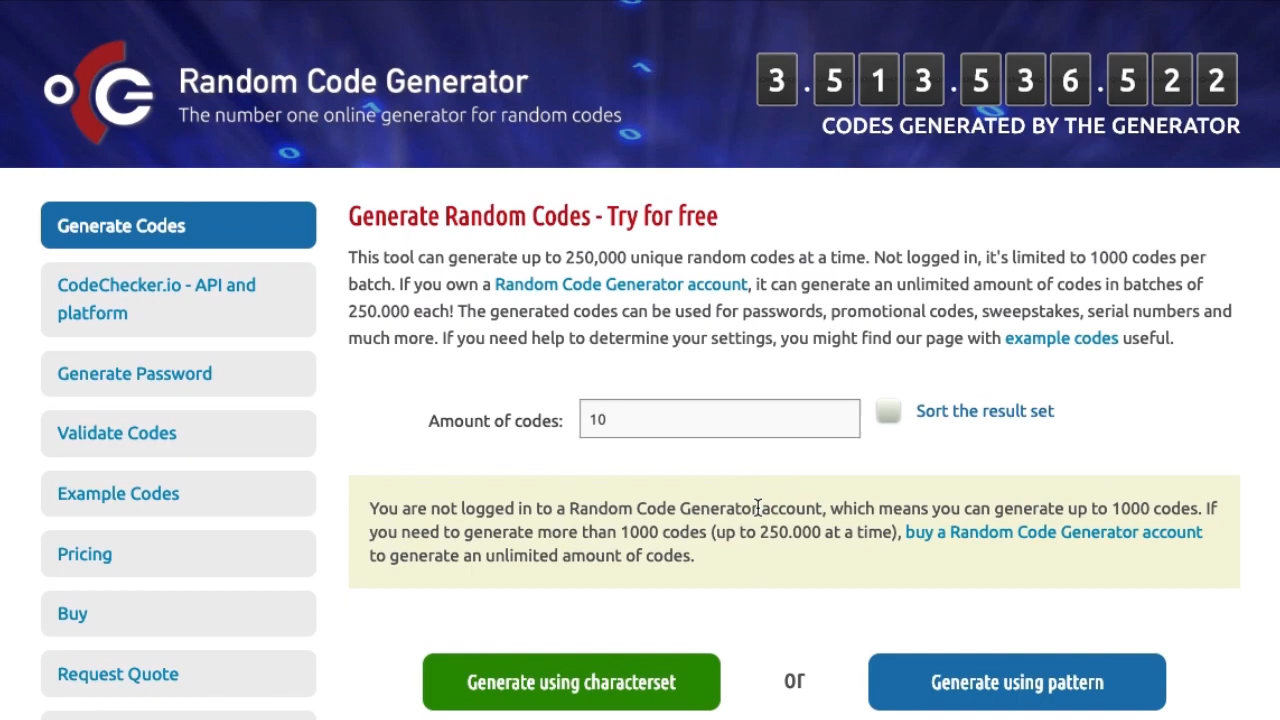 Random Code Generator
The number one online generator for random codes
3.513.536.522
CODES GENERATED BY THE GENERATOR
Generate Codes
CodeChecker.io - API and
platform
Generate Password
Validate Codes
Example Codes
Pricing
Buy
Request Quote
Generate Random Codes - Try for free
This tool can generate up to 250,000 unique random codes at a time. Not logged in, it's limited to 1000 codes per
batch. If you own a Random Code Generator account, it can generate an unlimited amount of codes in batches of
250.000 each! The generated codes can be used for passwords, promotional codes, sweepstakes, serial numbers and
much more. If you need help to determine your settings, you might find our page with example codes useful.
Amount of codes: 10 Sort the result set
You are not logged in to a Random Code Generator account, which means you can generate up to 1000 codes. If
you need to generate more than 1000 codes (up to 250.000 at a time), buy a Random Code Generator account
to generate an unlimited amount of codes.
Generate using characterset or Generate using pattern